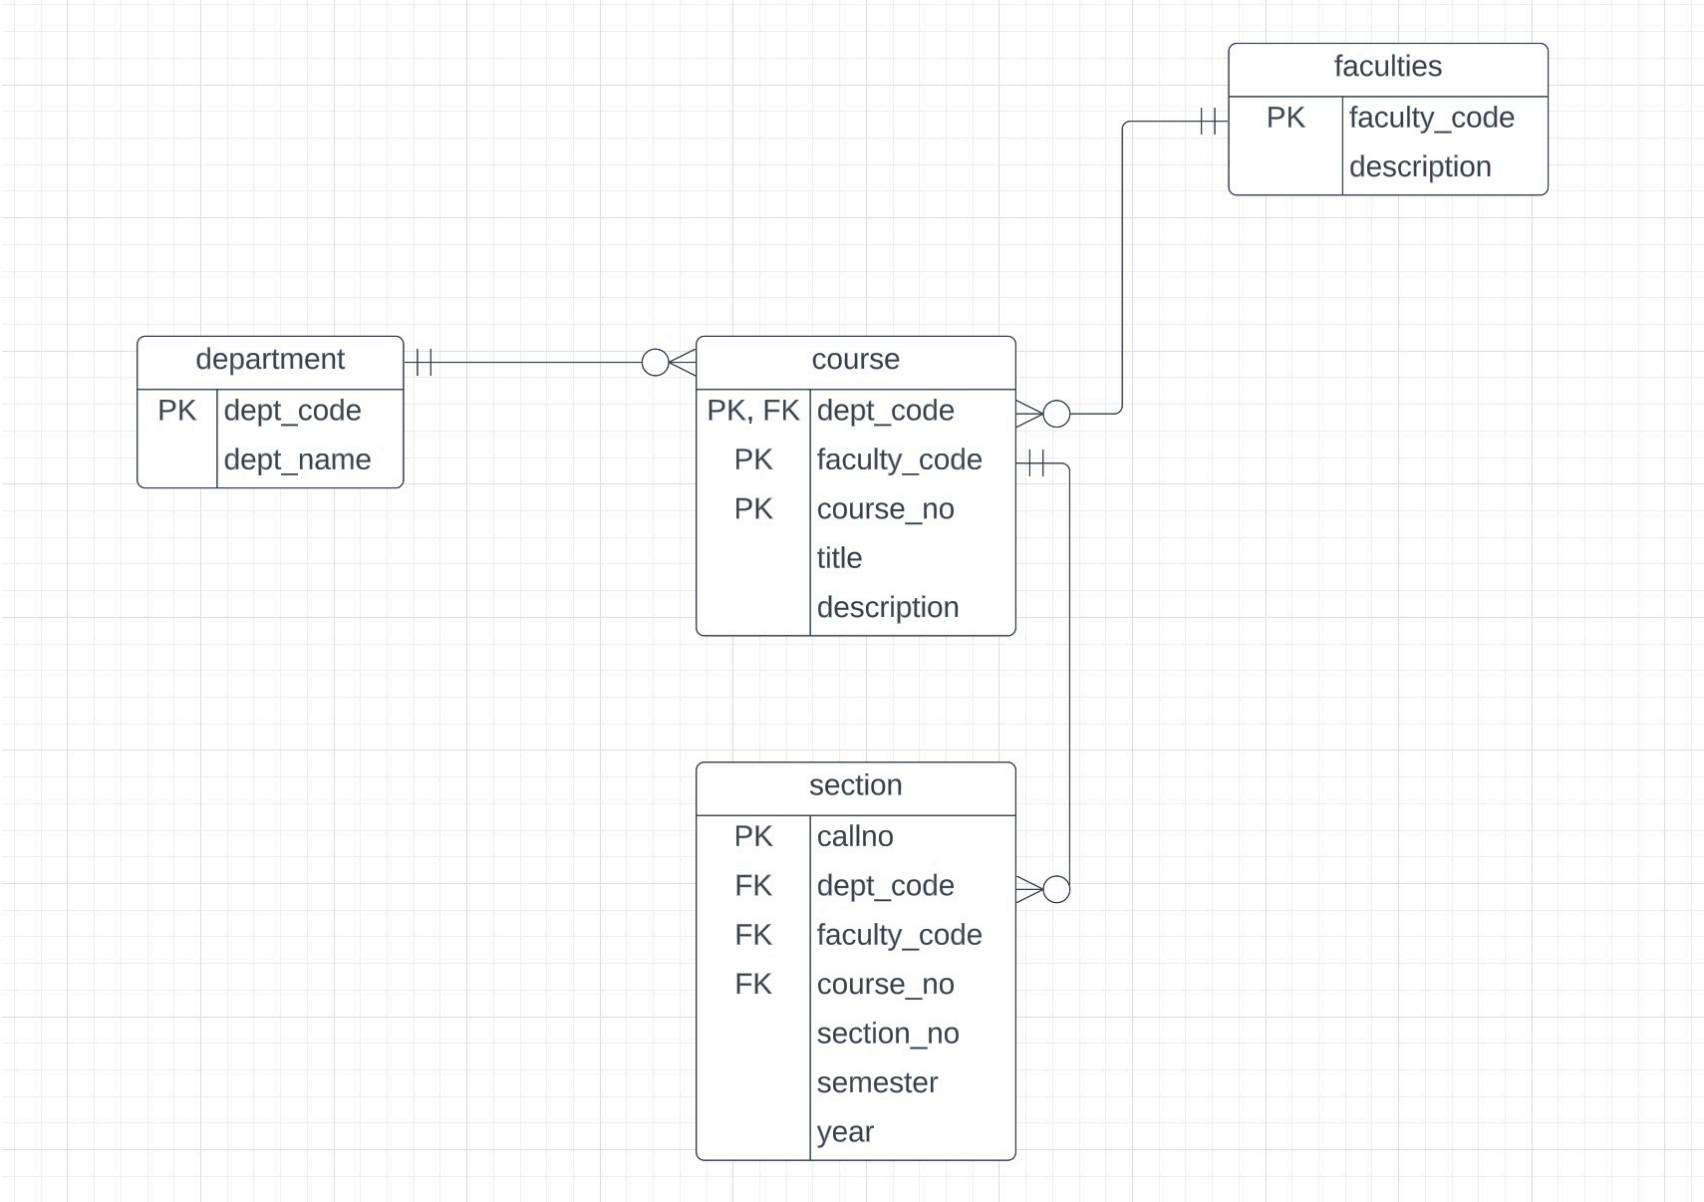 faculties
PK faculty_code
description
department
PK dept_code
dept_name
course
PK, FK dept_code
PK faculty_code
PK course_no
title
description
section
PK callno
FK dept_code
FK faculty_code
FK course_no
section_no
semester
year